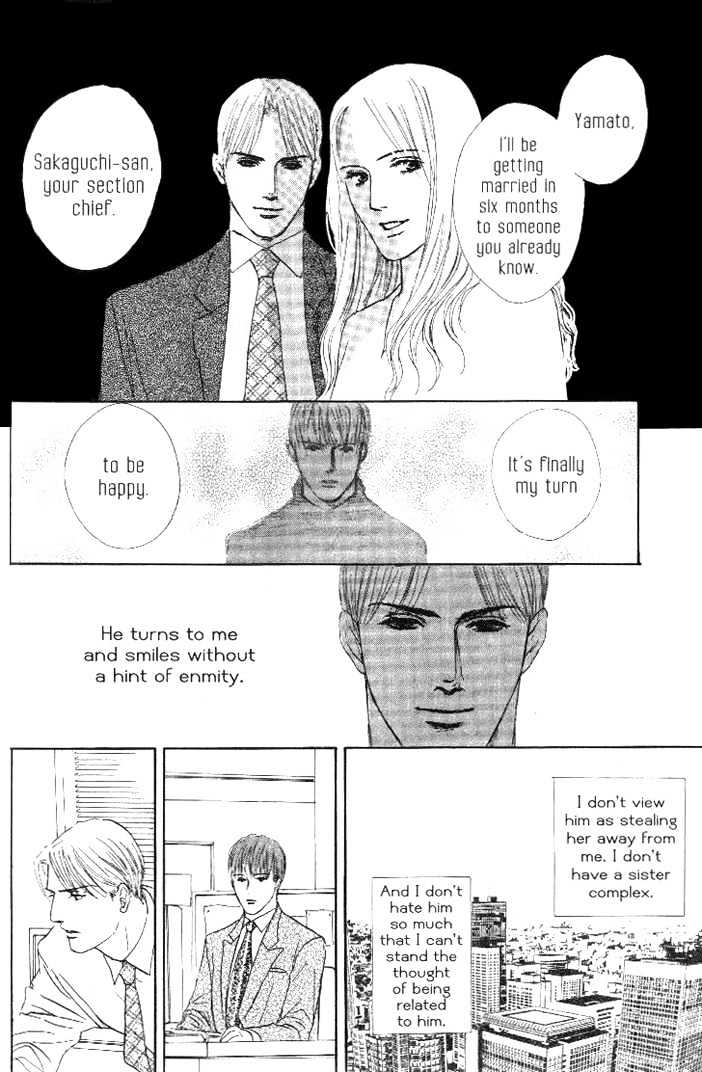 Yamato,
I'll be
getting
married in
six months
to someone
you already
know.
Sakaguchi-san,
your section
chief.
It's finally
my turn
to be
happy.
He turns to me
and smiles without
a hint of enmity.
I don't view
him as stealing
her away from
me. I don't
have a sister
complex.
And I don't
hate him
so much
that I can't
stand the
thought
of being
related
to him.